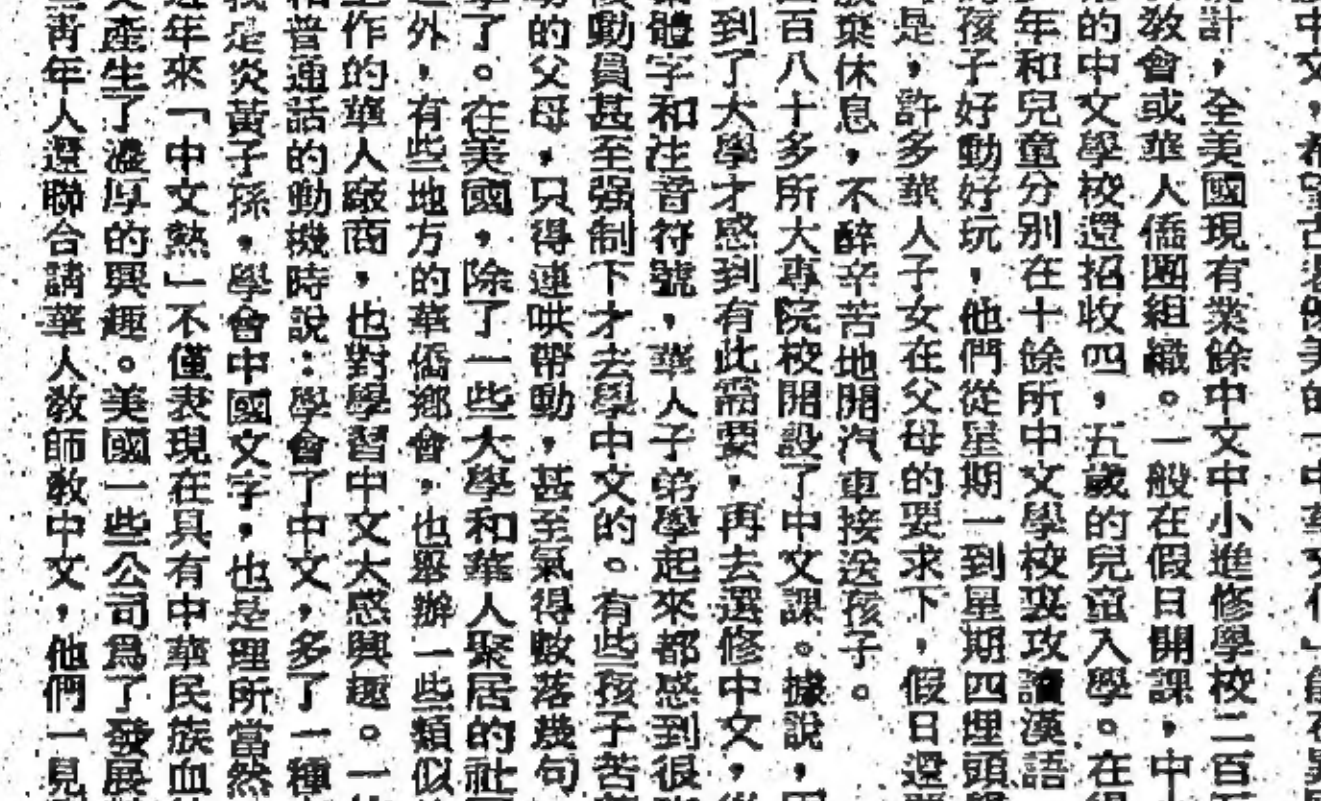 中文，希望古老優美的「中華文化」能在異
計，全美國現有業餘中文中小進修學校二百
教會或華人僑團組織。一般在假日開課，中
的中文學校還招收四，五歲的兒童入學。在
年和兒童分別在十餘所中文學校裏攻讀漢語
孩子好動好玩，他們從星期一到星期四埋頭
是，許多華人子女在父母的要求下，假日還要
放棄休息，不辭辛苦地開汽車接送孩子。
百八十多所大專院校開設了中文課。據說，
到了大學才感到有此需要，再去選修中文，
繁體字和注音符號，華人子弟學起來都感到很
動員甚至强制下才去學中文的。有些孩子苦
的父母，只得連哄帶動，甚至氣得數落幾句
學了。在美國，除了一些大學和華人聚居的社
外，有些地方的華僑鄉會，也舉辦一些類似
作的華人廠商，也對學習中文大感興趣。一
和普通話的動機時説：學會了中文，多了一種
我是炎黃子孫，學會中國文字，也是理所當然
近年來「中文熱」不僅表現在具有中華民族血
產生了濃厚的興趣。美國一些公司爲了發展
青年人還聯合請華人教師教中文，他們一見